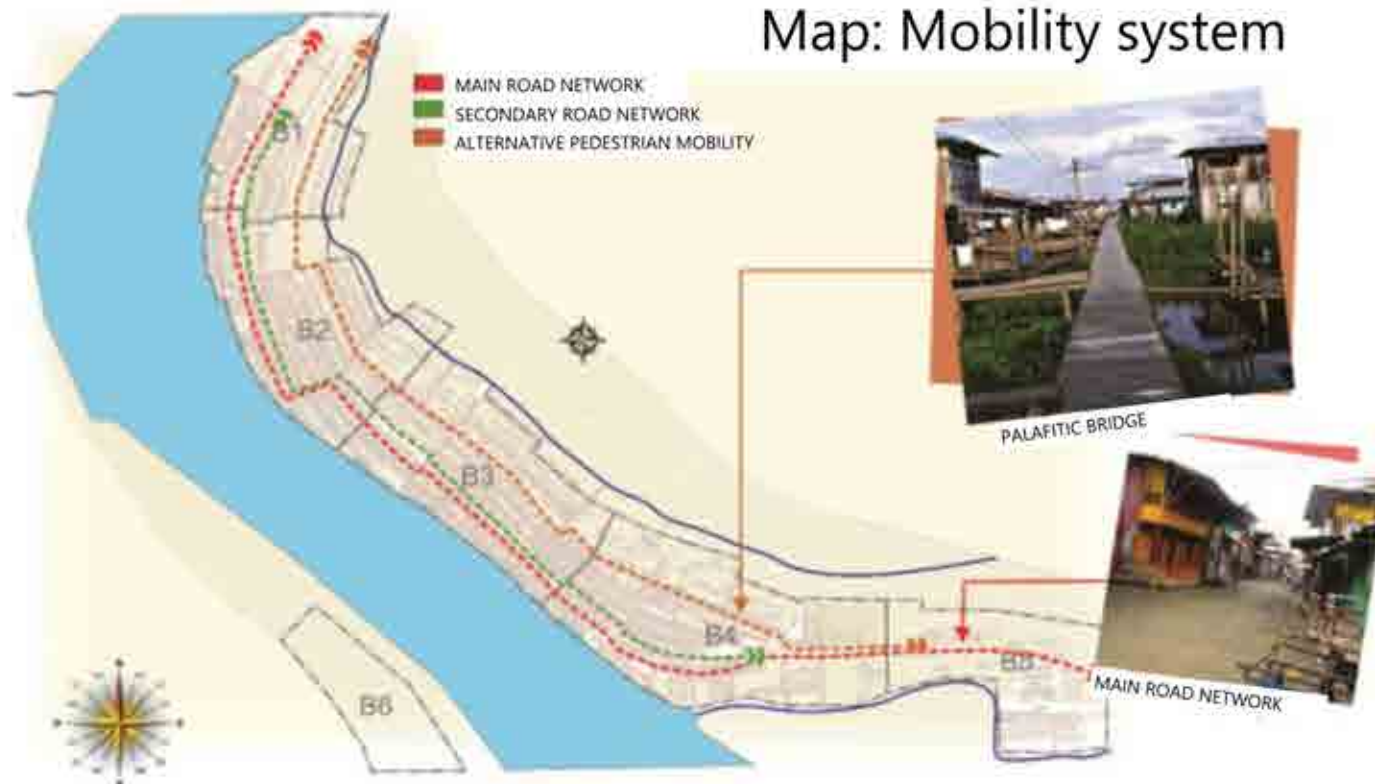 Map: Mobility system
MAIN ROAD NETWORK
SECONDARY ROAD NETWORK
ALTERNATIVE PEDESTRIAN MOBILITY
B1
B2
B3
B4
B5
B6
PALAFITIC BRIDGE
MAIN ROAD NETWORK